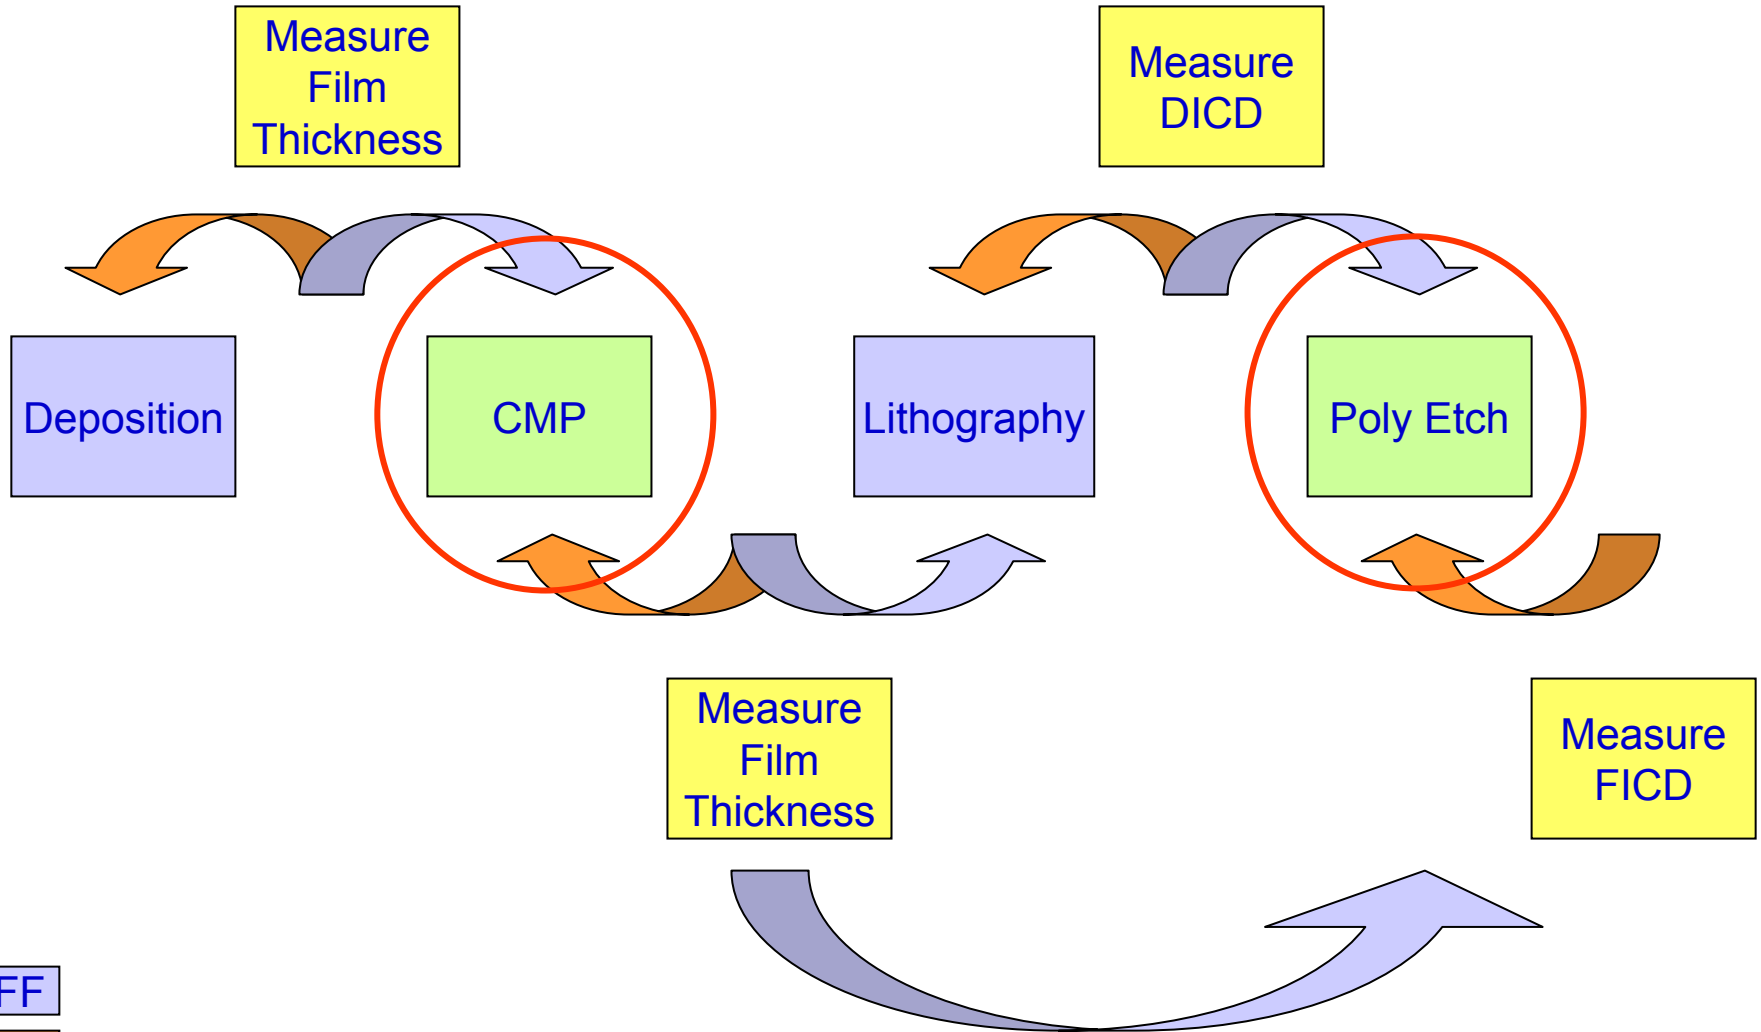 Measure
Film
Thickness
Measure
DICD
Deposition
CMP
Lithography
Poly Etch
Measure
Film
Thickness
Measure
FICD
FF